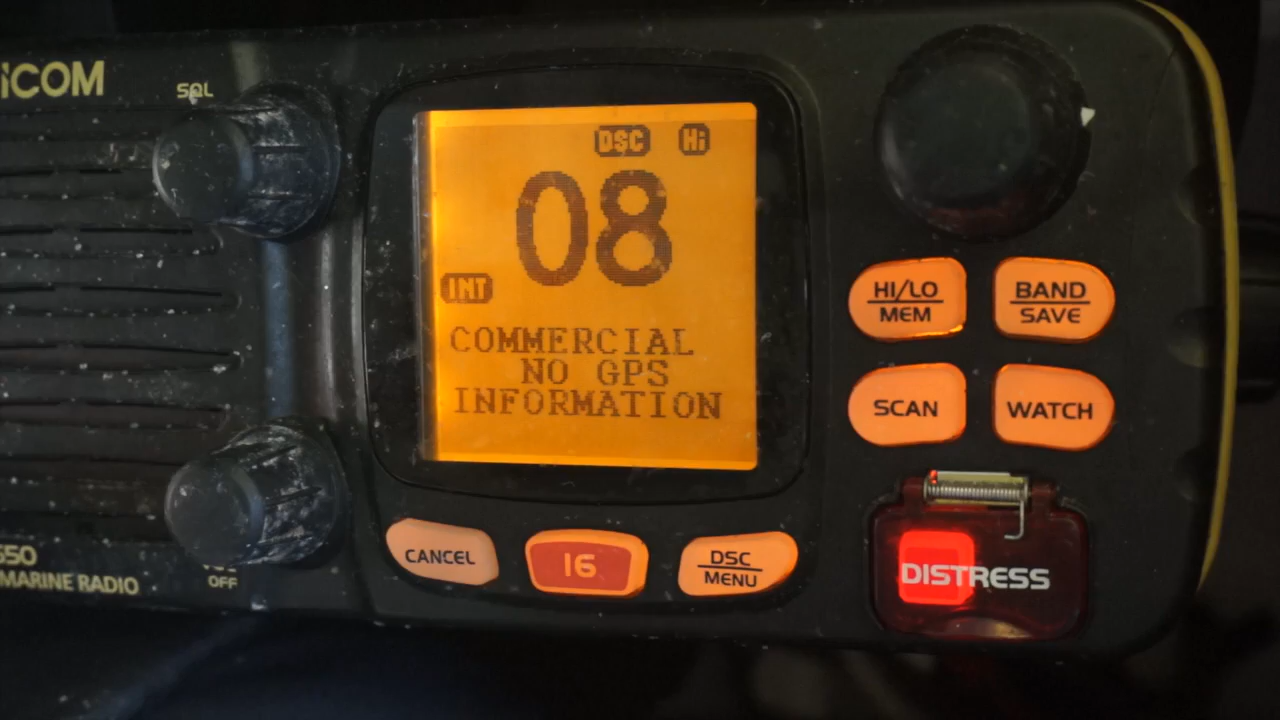 iCOM
SQL
DSC Hi
08
INT
COMMERCIAL
NO GPS
INFORMATION
HI/LO
MEM
BAND
SAVE
SCAN
WATCH
CANCEL
16
DSC
MENU
DISTRESS
MARINE RADIO
OFF